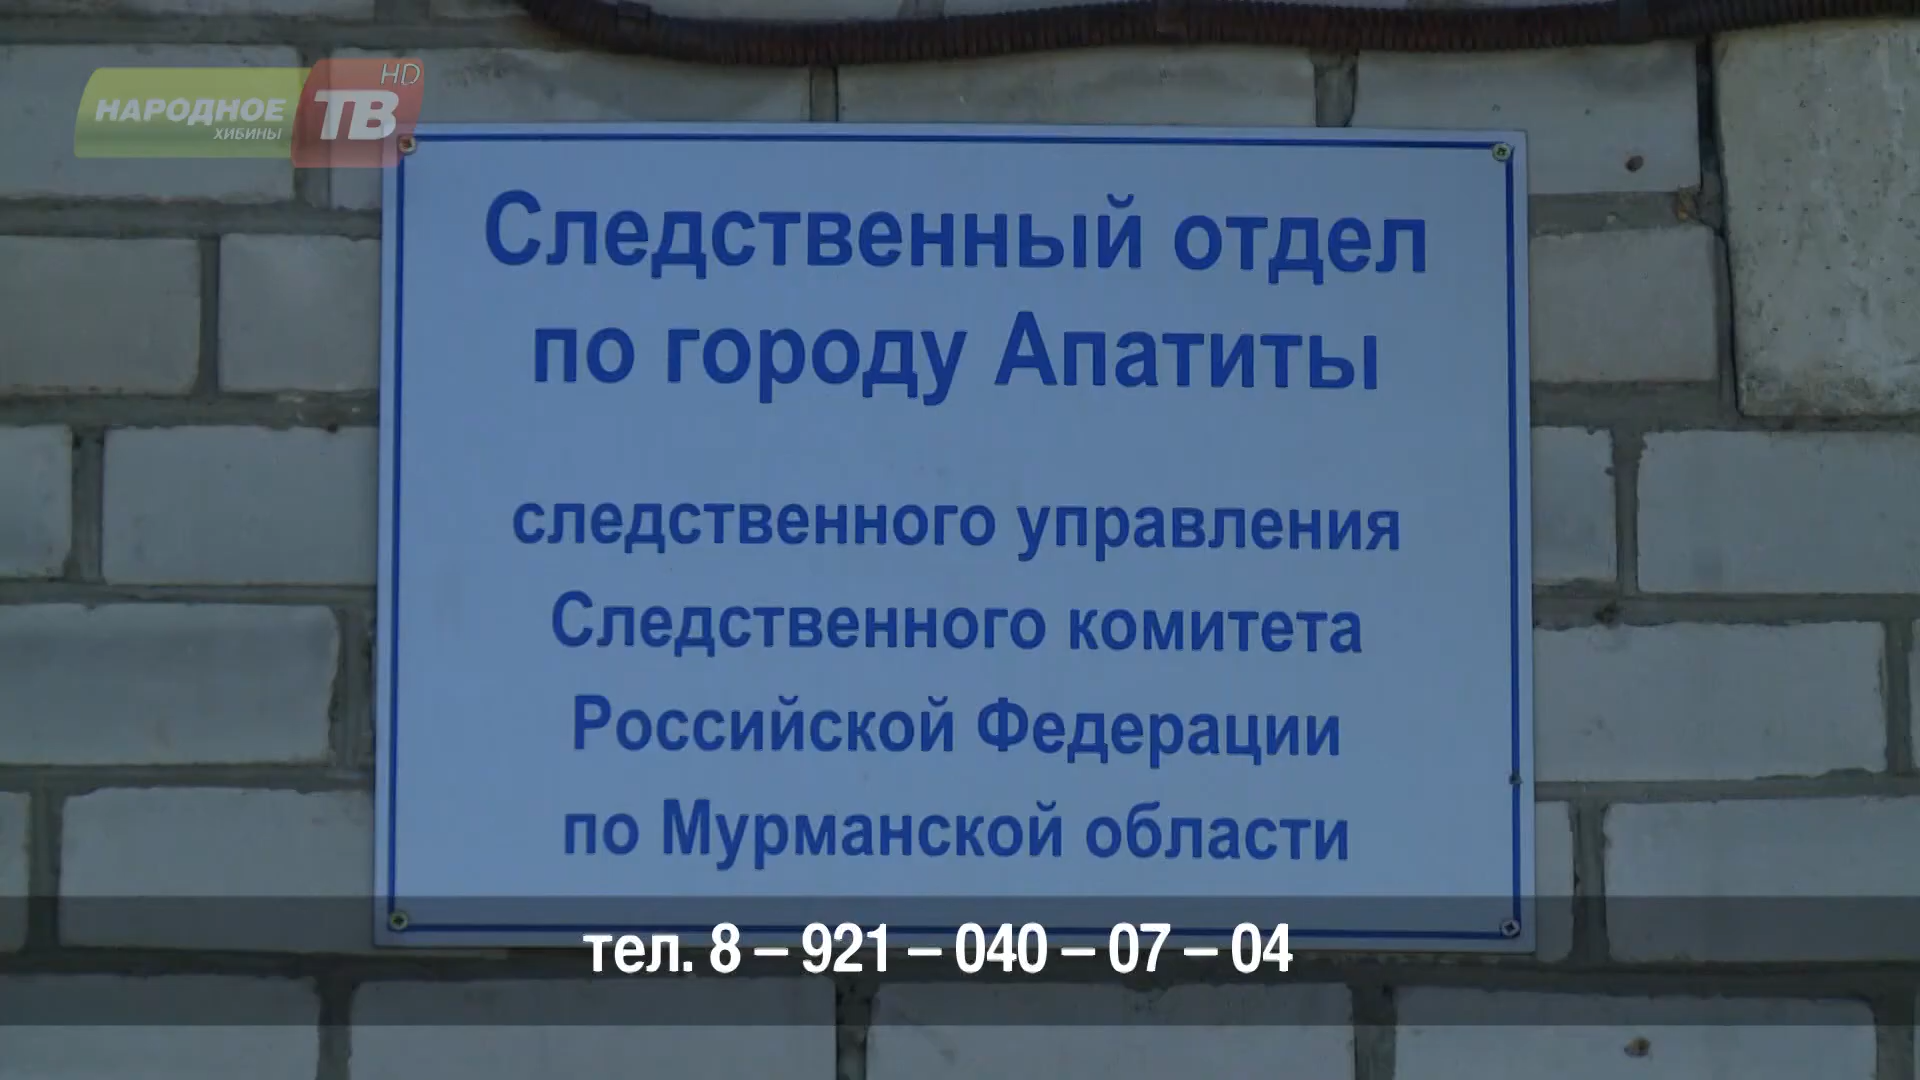 НАРОДНОЕ
ХИБИНЫ
ТВ HD
Следственный отдел
по городу Апатиты
следственного управления
Следственного комитета
Российской Федерации
по Мурманской области
тел. 8 – 921 – 040 – 07 – 04